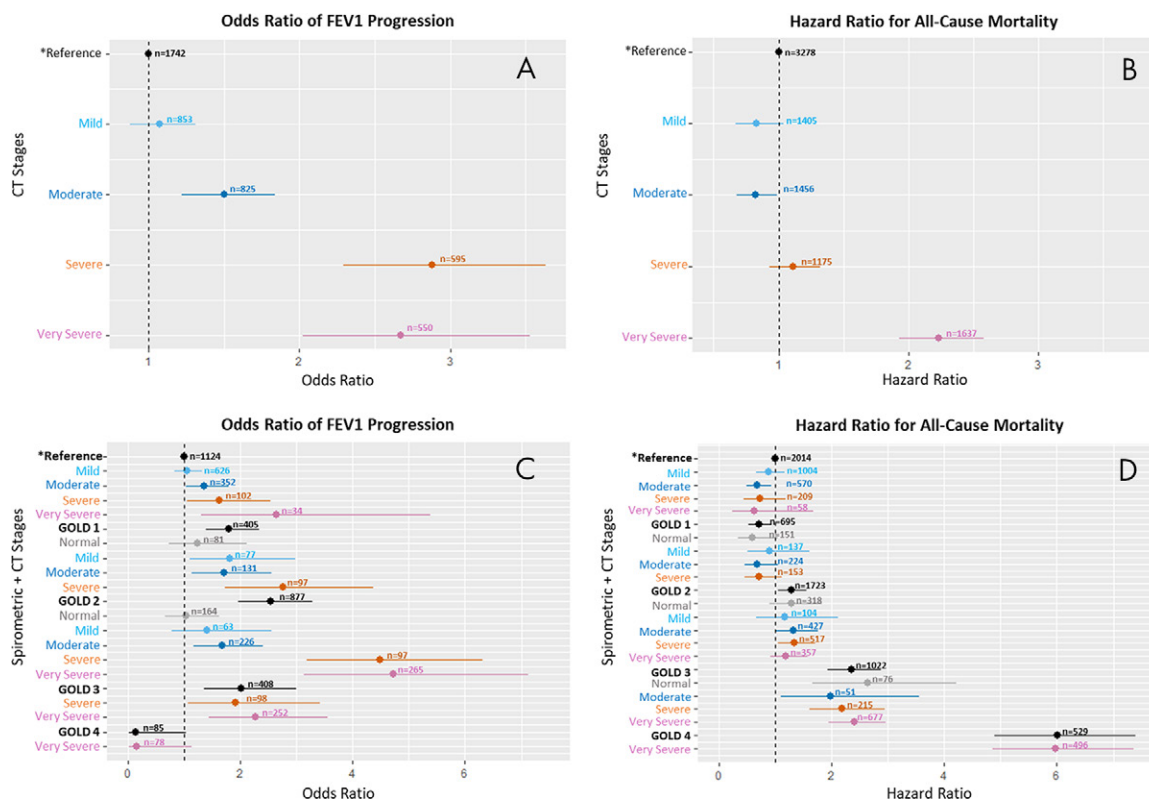 Odds Ratio of FEV1 Progression
A
CT Stages
*Reference n=1742
Mild n=853
Moderate n=825
Severe n=595
Very Severe n=550
1 2 3
Odds Ratio
Hazard Ratio for All-Cause Mortality
B
CT Stages
*Reference n=3278
Mild n=1405
Moderate n=1456
Severe n=1175
Very Severe n=1637
1 2 3
Hazard Ratio
Odds Ratio of FEV1 Progression
C
Spirometric + CT Stages
*Reference n=1124
Mild n=626
Moderate n=352
Severe n=102
Very Severe n=34
GOLD 1 n=405
Normal n=81
Mild n=77
Moderate n=131
Severe n=97
GOLD 2 n=877
Normal n=164
Mild n=63
Moderate n=226
Severe n=97
Very Severe n=265
GOLD 3 n=408
Severe n=98
Very Severe n=252
GOLD 4 n=85
Very Severe n=78
0 2 4 6
Odds Ratio
Hazard Ratio for All-Cause Mortality
D
Spirometric + CT Stages
*Reference n=2014
Mild n=1004
Moderate n=570
Severe n=209
Very Severe n=58
GOLD 1 n=695
Normal n=151
Mild n=137
Moderate n=224
Severe n=153
GOLD 2 n=1723
Normal n=318
Mild n=104
Moderate n=427
Severe n=517
Very Severe n=357
GOLD 3 n=1022
Normal n=76
Moderate n=51
Severe n=215
Very Severe n=677
GOLD 4 n=529
Very Severe n=496
0 2 4 6
Hazard Ratio